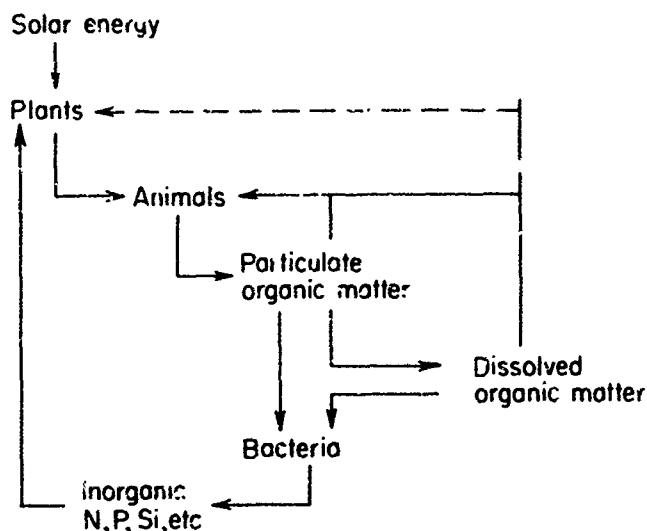 Solar energy
Plants
Animals
Particulate
organic matter
Dissolved
organic matter
Bacteria
Inorganic
N, P, Si, etc